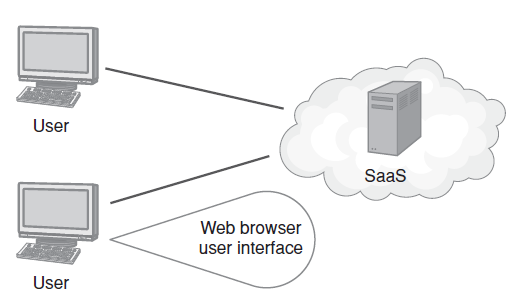 User
SaaS
Web browser
user interface
User